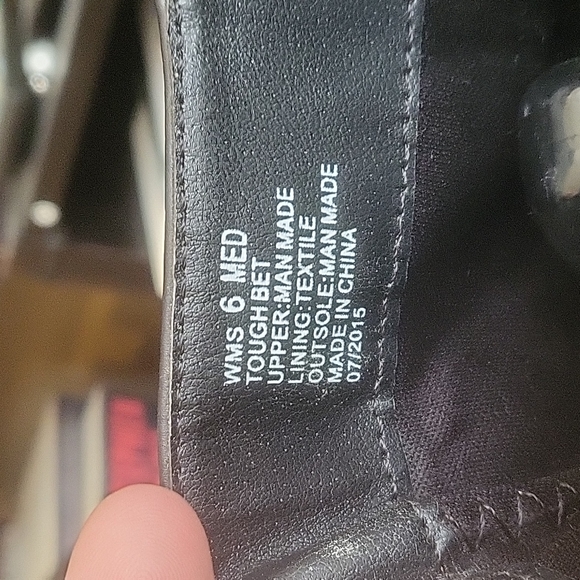 WMS 6 MED
TOUGH BET
UPPER:MAN MADE
LINING:TEXTILE
OUTSOLE:MAN MADE
MADE IN CHINA
07/2015